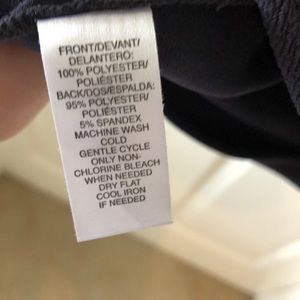 FRONT/DEVANT/
DELANTERO:
100% POLYESTER/
POLIÉSTER
BACK/DOS/ESPALDA:
95% POLYESTER/
POLIÉSTER
5% SPANDEX
MACHINE WASH
COLD
GENTLE CYCLE
ONLY NON-
CHLORINE BLEACH
WHEN NEEDED
DRY FLAT
COOL IRON
IF NEEDED